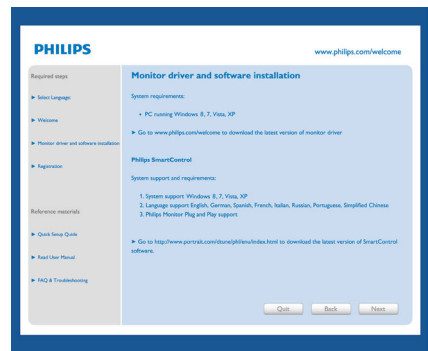 PHILIPS
www.philips.com/welcome
Required steps
► Select Language:
► Welcome
► Monitor driver and software installation
► Registration
Reference materials:
► Quick Setup Quide
► Read User Manual
► FAQ & Troubleshooting
Monitor driver and software installation
System requirements:
• PC running Windows 8, 7, Vista, XP
► Go to www.philips.com/welcome to download the latest version of monitor driver
Philips SmartControl
System support and requirements:
1. System support Windows 8, 7, Vista, XP
2. Language support English, German, Spanish, French, Italian, Russian, Portuguese, Simplified Chinese
3. Philips Monitor Plug and Play support
► Go to http://www.portrait.com/dtune/phl/enu/index.html to download the latest version of SmartControl
software.
Quit
Back
Next